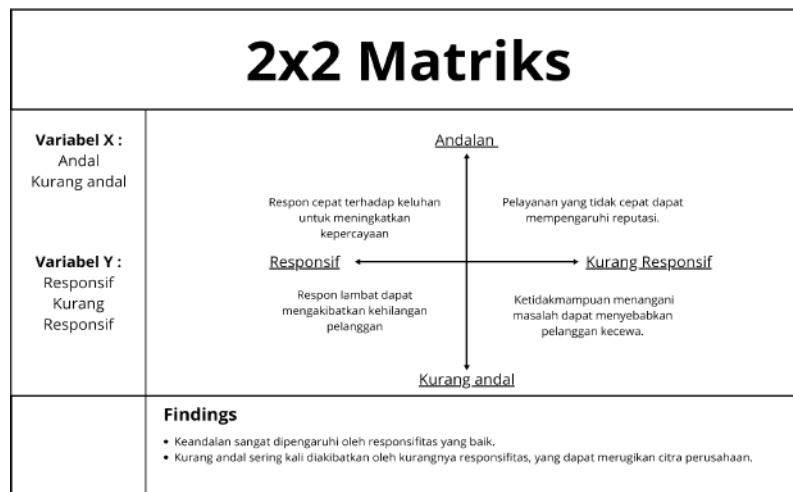 2x2 Matriks
Variabel X :
Andal
Kurang andal
Variabel Y :
Responsif
Kurang
Responsif
Andalan
Respon cepat terhadap keluhan
untuk meningkatkan
kepercayaan
Pelayanan yang tidak cepat dapat
mempengaruhi reputasi.
Responsif
Kurang Responsif
Respon lambat dapat
mengakibatkan kehilangan
pelanggan
Ketidakmampuan menangani
masalah dapat menyebabkan
pelanggan kecewa.
Kurang andal
Findings
• Keandalan sangat dipengaruhi oleh responsifitas yang baik.
• Kurang andal sering kali diakibatkan oleh kurangnya responsifitas, yang dapat merugikan citra perusahaan.